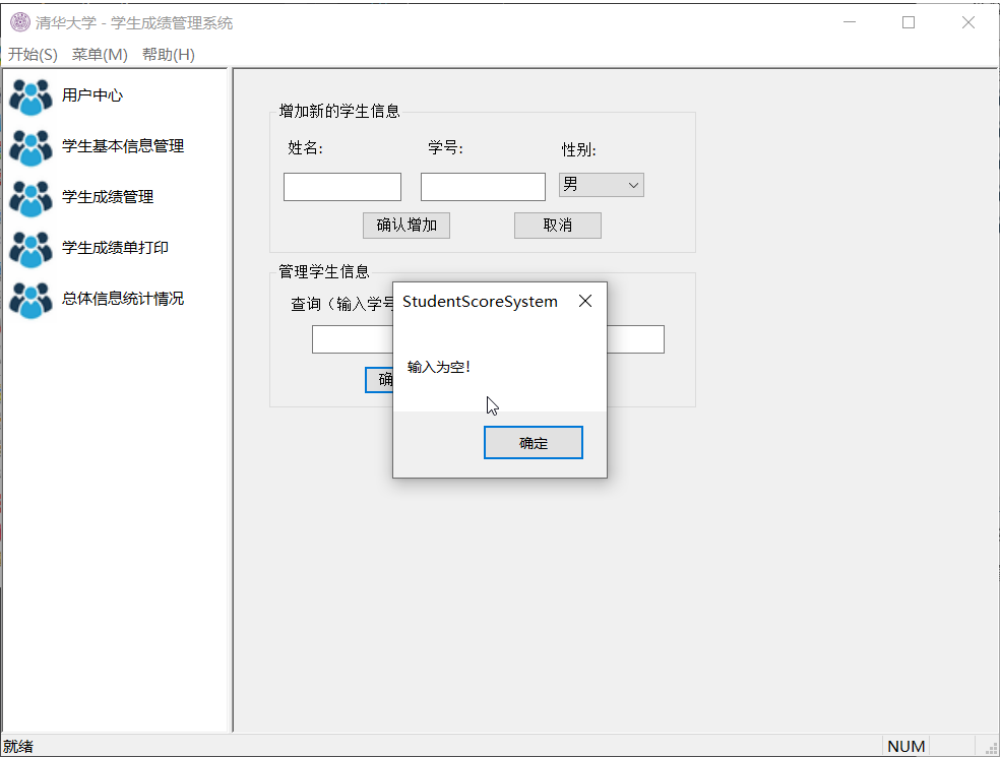 清华大学 - 学生成绩管理系统
开始(S) 菜单(M) 帮助(H)
用户中心
学生基本信息管理
学生成绩管理
学生成绩单打印
总体信息统计情况
增加新的学生信息
姓名: 学号: 性别:
男
确认增加 取消
管理学生信息
查询（输入学号
确
StudentScoreSystem
输入为空!
确定
就绪 NUM